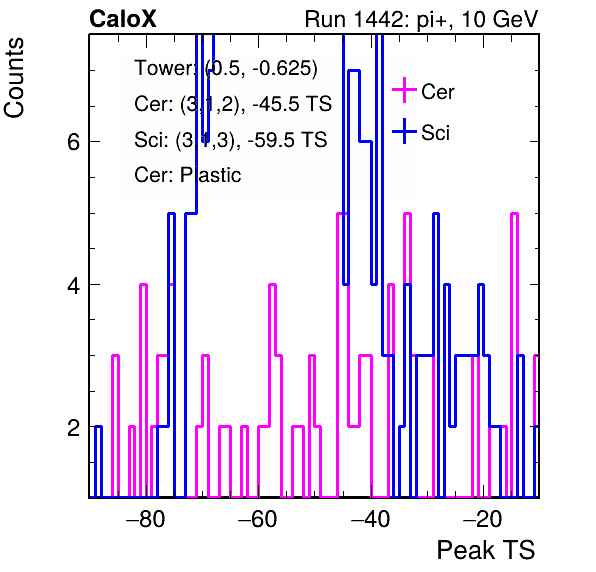 CaloX Run 1442: pi+, 10 GeV
Counts
Tower: (0.5, -0.625)
Cer: (3,1,2), -45.5 TS
Sci: (3,1,3), -59.5 TS
Cer: Plastic
Cer
Sci
6
4
2
−80 −60 −40 −20
Peak TS